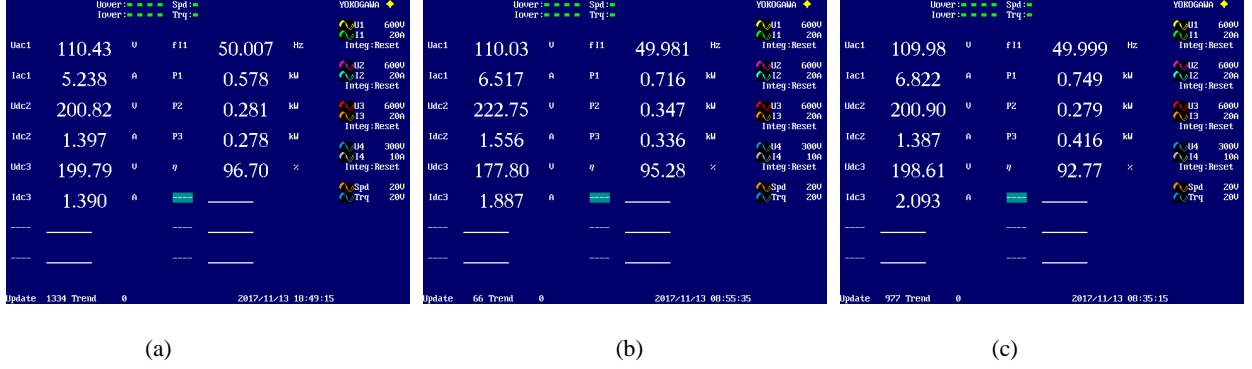 Uover: Spd: YOKOGAWA
Iover: Trq:
U1 600V
I1 20A
Integ:Reset
Uac1 110.43 V fI1 50.007 Hz
Iac1 5.238 A P1 0.578 kW
U2 600V
I2 20A
Integ:Reset
Udc2 200.82 V P2 0.281 kW
U3 600V
I3 20A
Integ:Reset
Idc2 1.397 A P3 0.278 kW
U4 300V
I4 10A
Integ:Reset
Udc3 199.79 V η 96.70 %
Idc3 1.390 A ----
Spd 20V
Trq 20V
---- ----
---- ----
Update 1334 Trend 0 2017/11/13 18:49:15
(a)
Uover: Spd: YOKOGAWA
Iover: Trq:
U1 600V
I1 20A
Integ:Reset
Uac1 110.03 V fI1 49.981 Hz
Iac1 6.517 A P1 0.716 kW
U2 600V
I2 20A
Integ:Reset
Udc2 222.75 V P2 0.347 kW
U3 600V
I3 20A
Integ:Reset
Idc2 1.556 A P3 0.336 kW
U4 300V
I4 10A
Integ:Reset
Udc3 177.80 V η 95.28 %
Idc3 1.887 A ----
Spd 20V
Trq 20V
---- ----
---- ----
Update 66 Trend 0 2017/11/13 08:55:35
(b)
Uover: Spd: YOKOGAWA
Iover: Trq:
U1 600V
I1 20A
Integ:Reset
Uac1 109.98 V fI1 49.999 Hz
Iac1 6.822 A P1 0.749 kW
U2 600V
I2 20A
Integ:Reset
Udc2 200.90 V P2 0.279 kW
U3 600V
I3 20A
Integ:Reset
Idc2 1.387 A P3 0.416 kW
U4 300V
I4 10A
Integ:Reset
Udc3 198.61 V η 92.77 %
Idc3 2.093 A ----
Spd 20V
Trq 20V
---- ----
---- ----
Update 977 Trend 0 2017/11/13 08:35:15
(c)